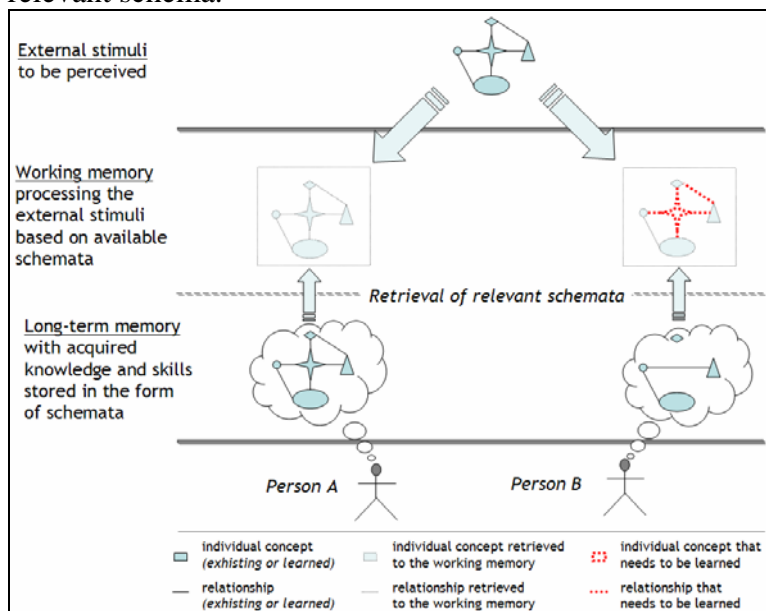 relevant schema.
External stimuli
to be perceived
Working memory
processing the
external stimuli
based on available
schemata
Retrieval of relevant schemata
Long-term memory
with acquired
knowledge and skills
stored in the form
of schemata
Person A
Person B
individual concept
(exhisting or learned)
individual concept retrieved
to the working memory
individual concept that
needs to be learned
relationship
(exhisting or learned)
relationship retrieved
to the working memory
relationship that
needs to be learned